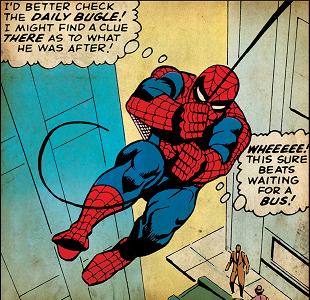 I'D BETTER CHECK
THE DAILY BUGLE!
I MIGHT FIND A CLUE
THERE AS TO WHAT
HE WAS AFTER!
WHEEEEE!
THIS SURE
BEATS
WAITING
FOR A
BUS!